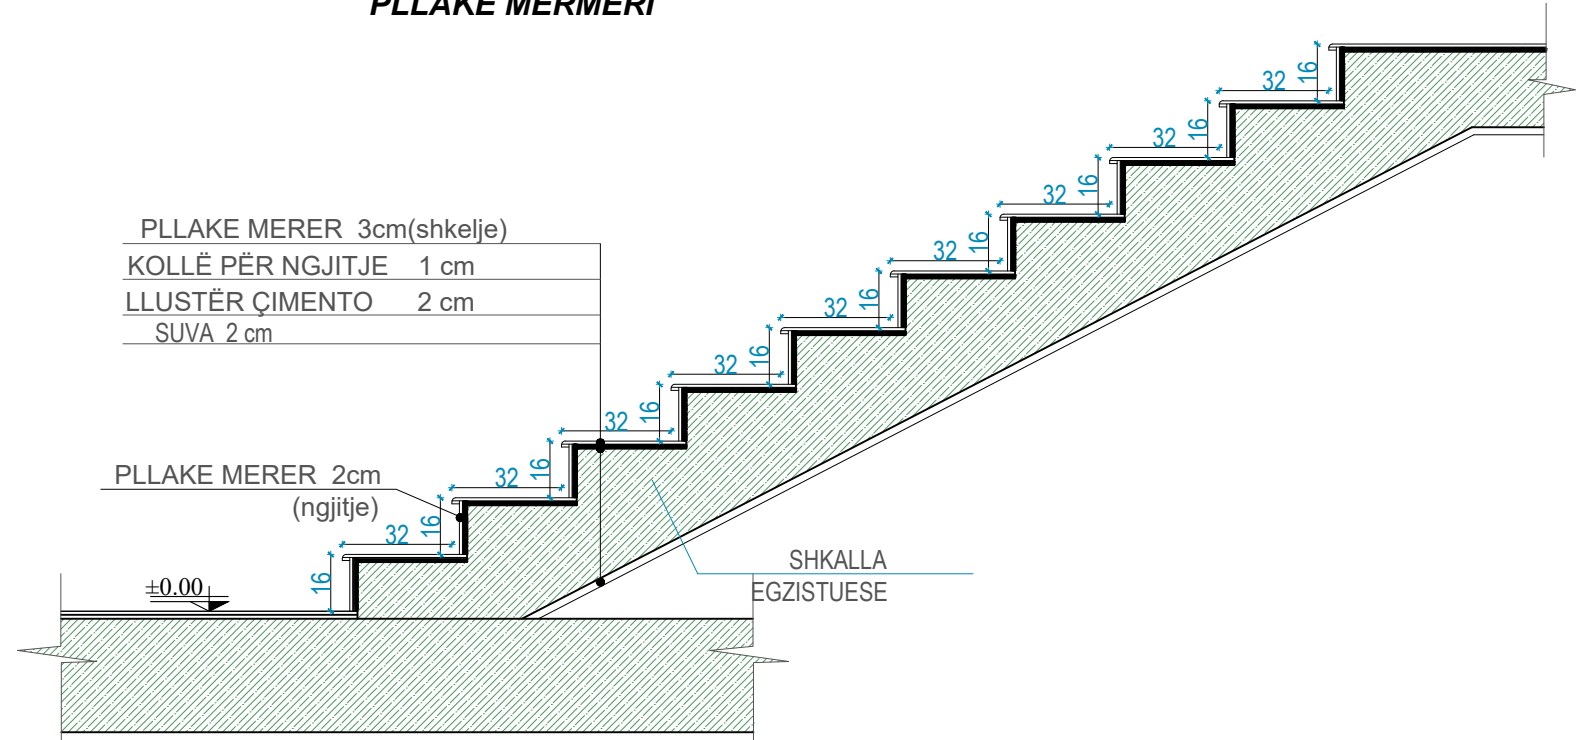 PLLAKE MERMERI
16
32
16
32
16
32
16
32
16
32
16
32
16
32
16
32
16
32
16
PLLAKE MERER 3cm(shkelje)
KOLLË PËR NGJITJE 1 cm
LLUSTËR ÇIMENTO 2 cm
SUVA 2 cm
PLLAKE MERER 2cm
(ngjitje)
SHKALLA
EGZISTUESE
±0.00